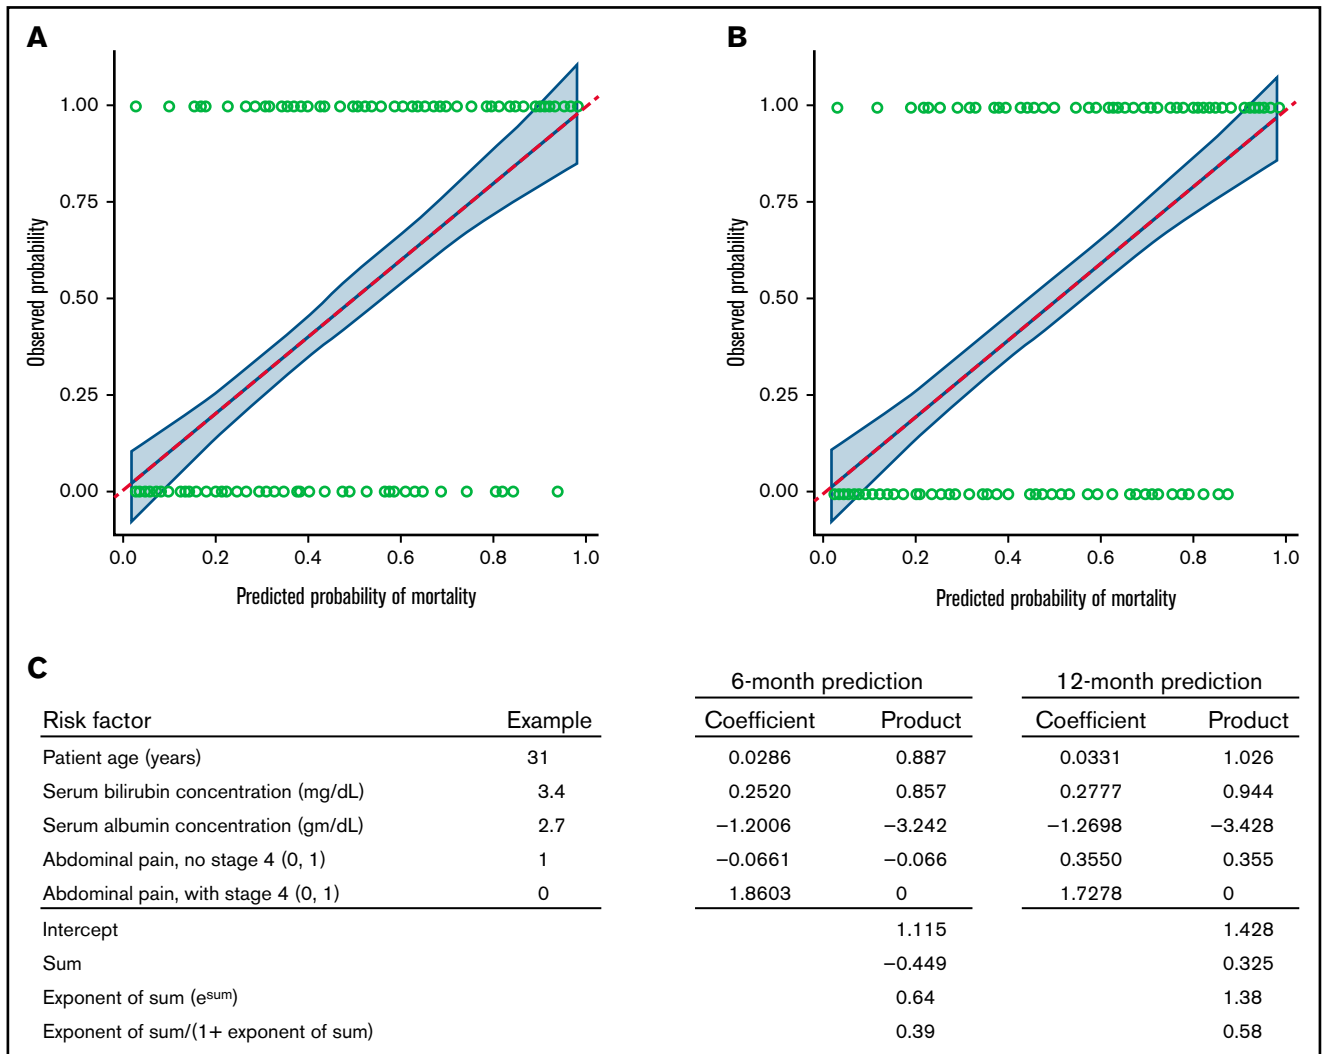 A
B
1.00
0.75
0.50
0.25
0.00
Observed probability
0.0 0.2 0.4 0.6 0.8 1.0
Predicted probability of mortality
1.00
0.75
0.50
0.25
0.00
Observed probability
0.0 0.2 0.4 0.6 0.8 1.0
Predicted probability of mortality
C
6-month prediction 12-month prediction
Risk factor Example Coefficient Product Coefficient Product
Patient age (years) 31 0.0286 0.887 0.0331 1.026
Serum bilirubin concentration (mg/dL) 3.4 0.2520 0.857 0.2777 0.944
Serum albumin concentration (gm/dL) 2.7 −1.2006 −3.242 −1.2698 −3.428
Abdominal pain, no stage 4 (0, 1) 1 −0.0661 −0.066 0.3550 0.355
Abdominal pain, with stage 4 (0, 1) 0 1.8603 0 1.7278 0
Intercept 1.115 1.428
Sum −0.449 0.325
Exponent of sum (e^sum) 0.64 1.38
Exponent of sum/(1+ exponent of sum) 0.39 0.58